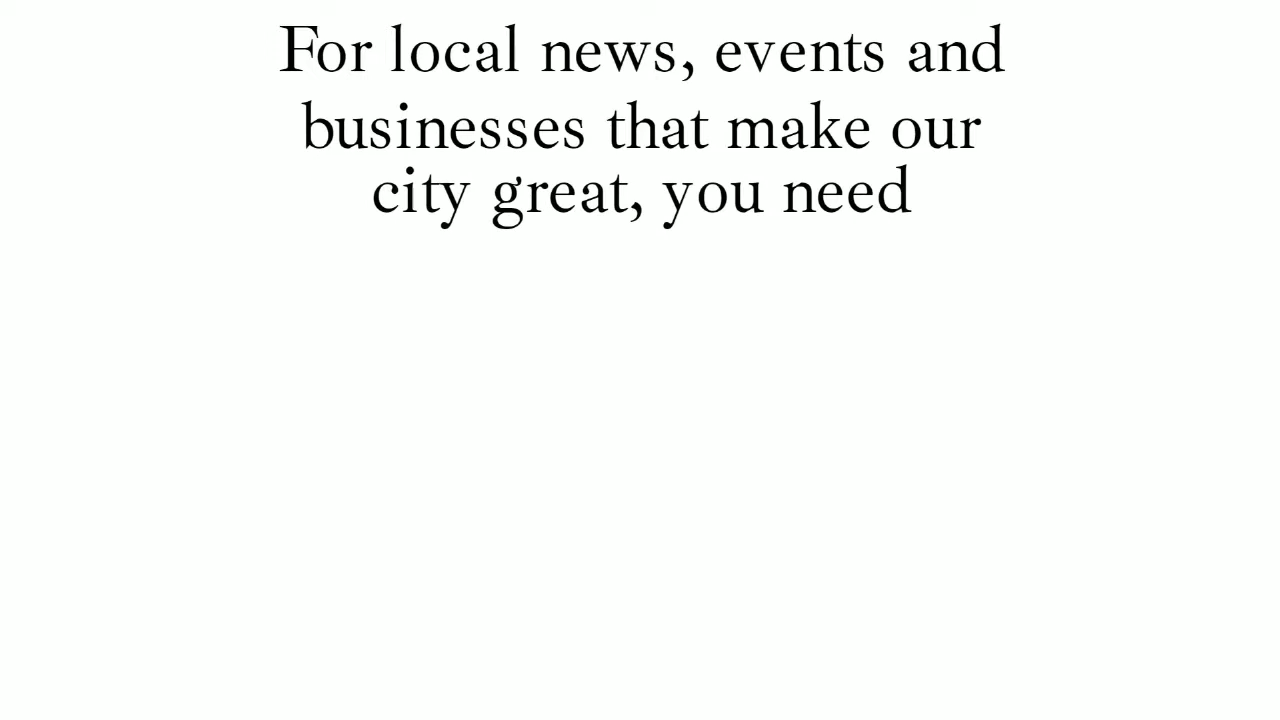 For local news, events and
businesses that make our
city great, you need